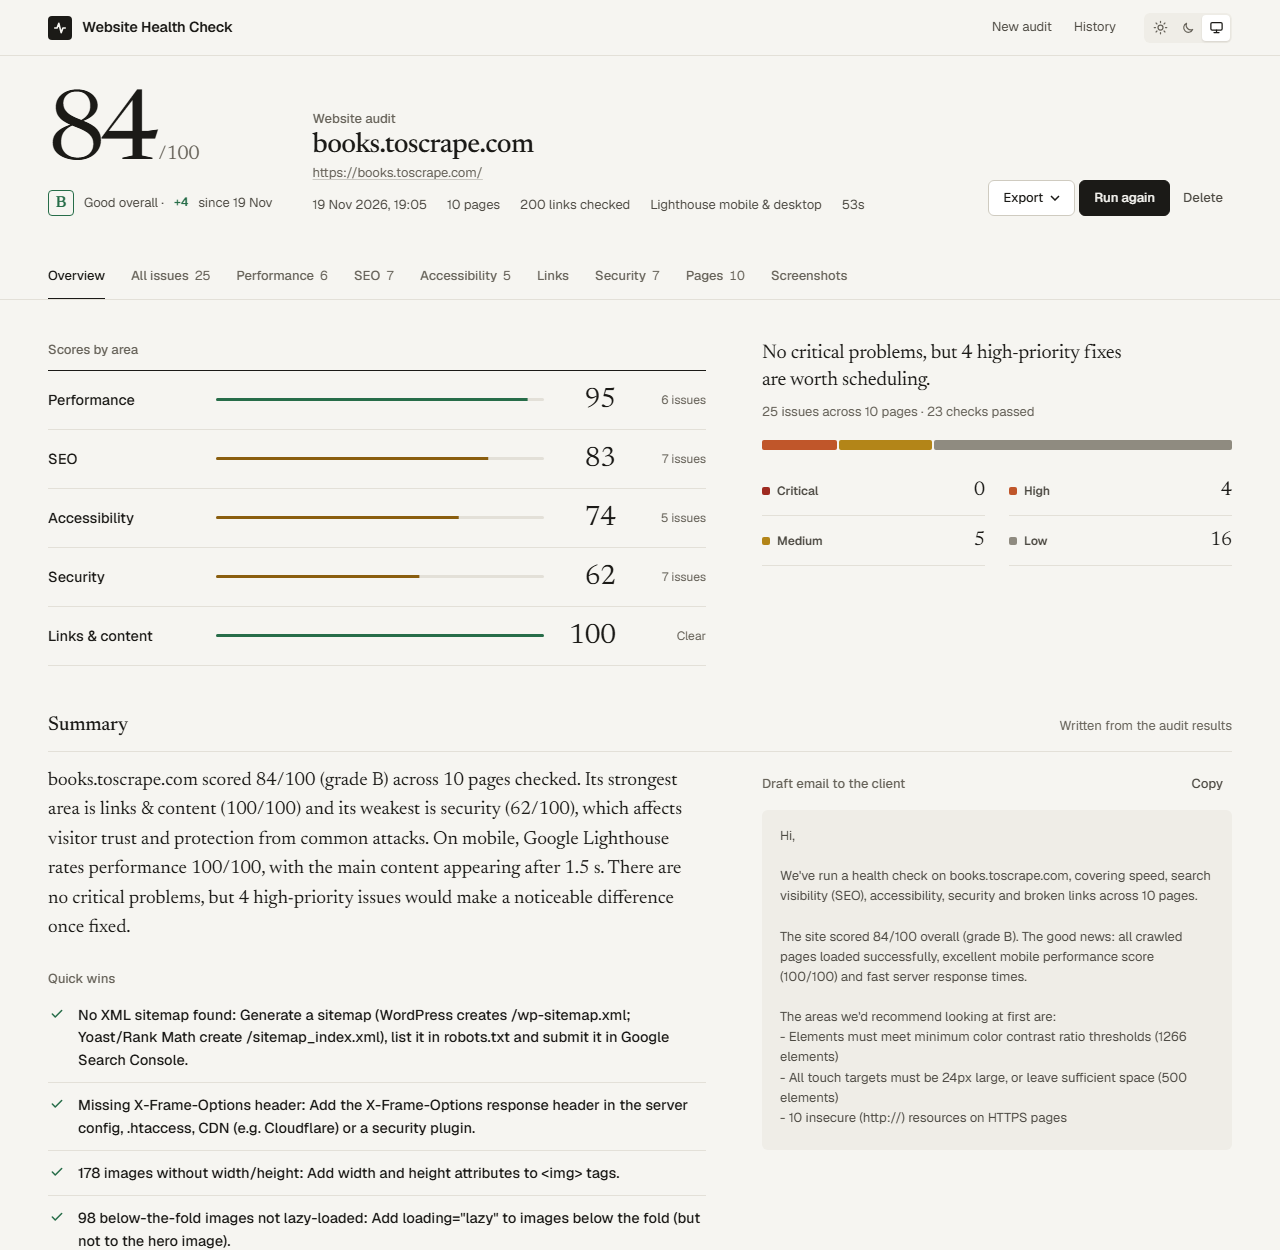 Website Health Check
New audit
History
84/100
B Good overall · +4 since 19 Nov
Website audit
books.toscrape.com
https://books.toscrape.com/
19 Nov 2026, 19:05 10 pages 200 links checked Lighthouse mobile & desktop 53s
Export
Run again
Delete
Overview All issues 25 Performance 6 SEO 7 Accessibility 5 Links Security 7 Pages 10 Screenshots
Scores by area
Performance 95 6 issues
SEO 83 7 issues
Accessibility 74 5 issues
Security 62 7 issues
Links & content 100 Clear
No critical problems, but 4 high-priority fixes
are worth scheduling.
25 issues across 10 pages · 23 checks passed
Critical 0
High 4
Medium 5
Low 16
Summary
Written from the audit results
books.toscrape.com scored 84/100 (grade B) across 10 pages checked. Its strongest
area is links & content (100/100) and its weakest is security (62/100), which affects
visitor trust and protection from common attacks. On mobile, Google Lighthouse
rates performance 100/100, with the main content appearing after 1.5 s. There are
no critical problems, but 4 high-priority issues would make a noticeable difference
once fixed.
Quick wins
No XML sitemap found: Generate a sitemap (WordPress creates /wp-sitemap.xml;
Yoast/Rank Math create /sitemap_index.xml), list it in robots.txt and submit it in Google
Search Console.
Missing X-Frame-Options header: Add the X-Frame-Options response header in the server
config, .htaccess, CDN (e.g. Cloudflare) or a security plugin.
178 images without width/height: Add width and height attributes to <img> tags.
98 below-the-fold images not lazy-loaded: Add loading="lazy" to images below the fold (but
not to the hero image).
Draft email to the client
Copy
Hi,
We've run a health check on books.toscrape.com, covering speed, search
visibility (SEO), accessibility, security and broken links across 10 pages.
The site scored 84/100 overall (grade B). The good news: all crawled
pages loaded successfully, excellent mobile performance score
(100/100) and fast server response times.
The areas we'd recommend looking at first are:
- Elements must meet minimum color contrast ratio thresholds (1266
elements)
- All touch targets must be 24px large, or leave sufficient space (500
elements)
- 10 insecure (http://) resources on HTTPS pages